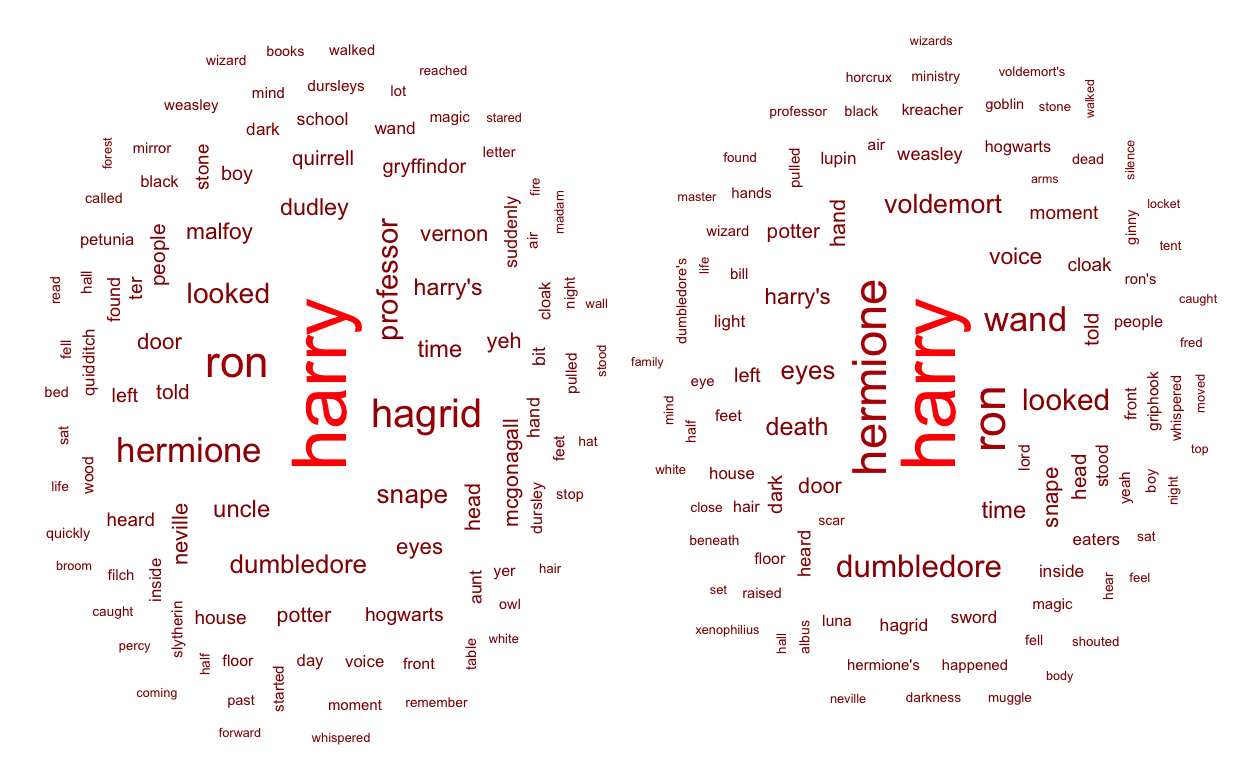 wizard books walked
reached
mind dursleys lot
weasley
dark school wand magic stared
forest mirror stone boy quirrell gryffindor letter
black
called
dudley
fire
madam
petunia people malfoy professor vernon suddenly air
read hall found ter looked harry's cloak night wall
harry
quidditch door ron time yeh bit pulled stood
fell
bed left told hagrid
sat hermione hand feet hat
wood mcgonagall
life snape head dursley stop
quickly heard neville uncle
eyes
broom filch inside dumbledore aunt yer hair
caught owl
slytherin house potter hogwarts
percy half floor day voice front table white
coming past started moment remember
forward whispered
wizards
horcrux ministry voldemort's
walked
professor black kreacher goblin stone
found pulled lupin air weasley hogwarts dead silence
arms
master hands hand voldemort moment ginny locket
wizard potter voice tent
dumbledore's life bill harry's cloak ron's
caught
light hermione harry wand told people
fred
family eye left eyes looked front griphook whispered moved
mind half feet death ron
top
white house dark door lord snape head stood yeah boy night
close hair time
scar
beneath floor heard dumbledore eaters sat
inside hear feel
set raised magic
xenophilius hall albus luna hagrid sword fell shouted
hermione's happened body
neville darkness muggle